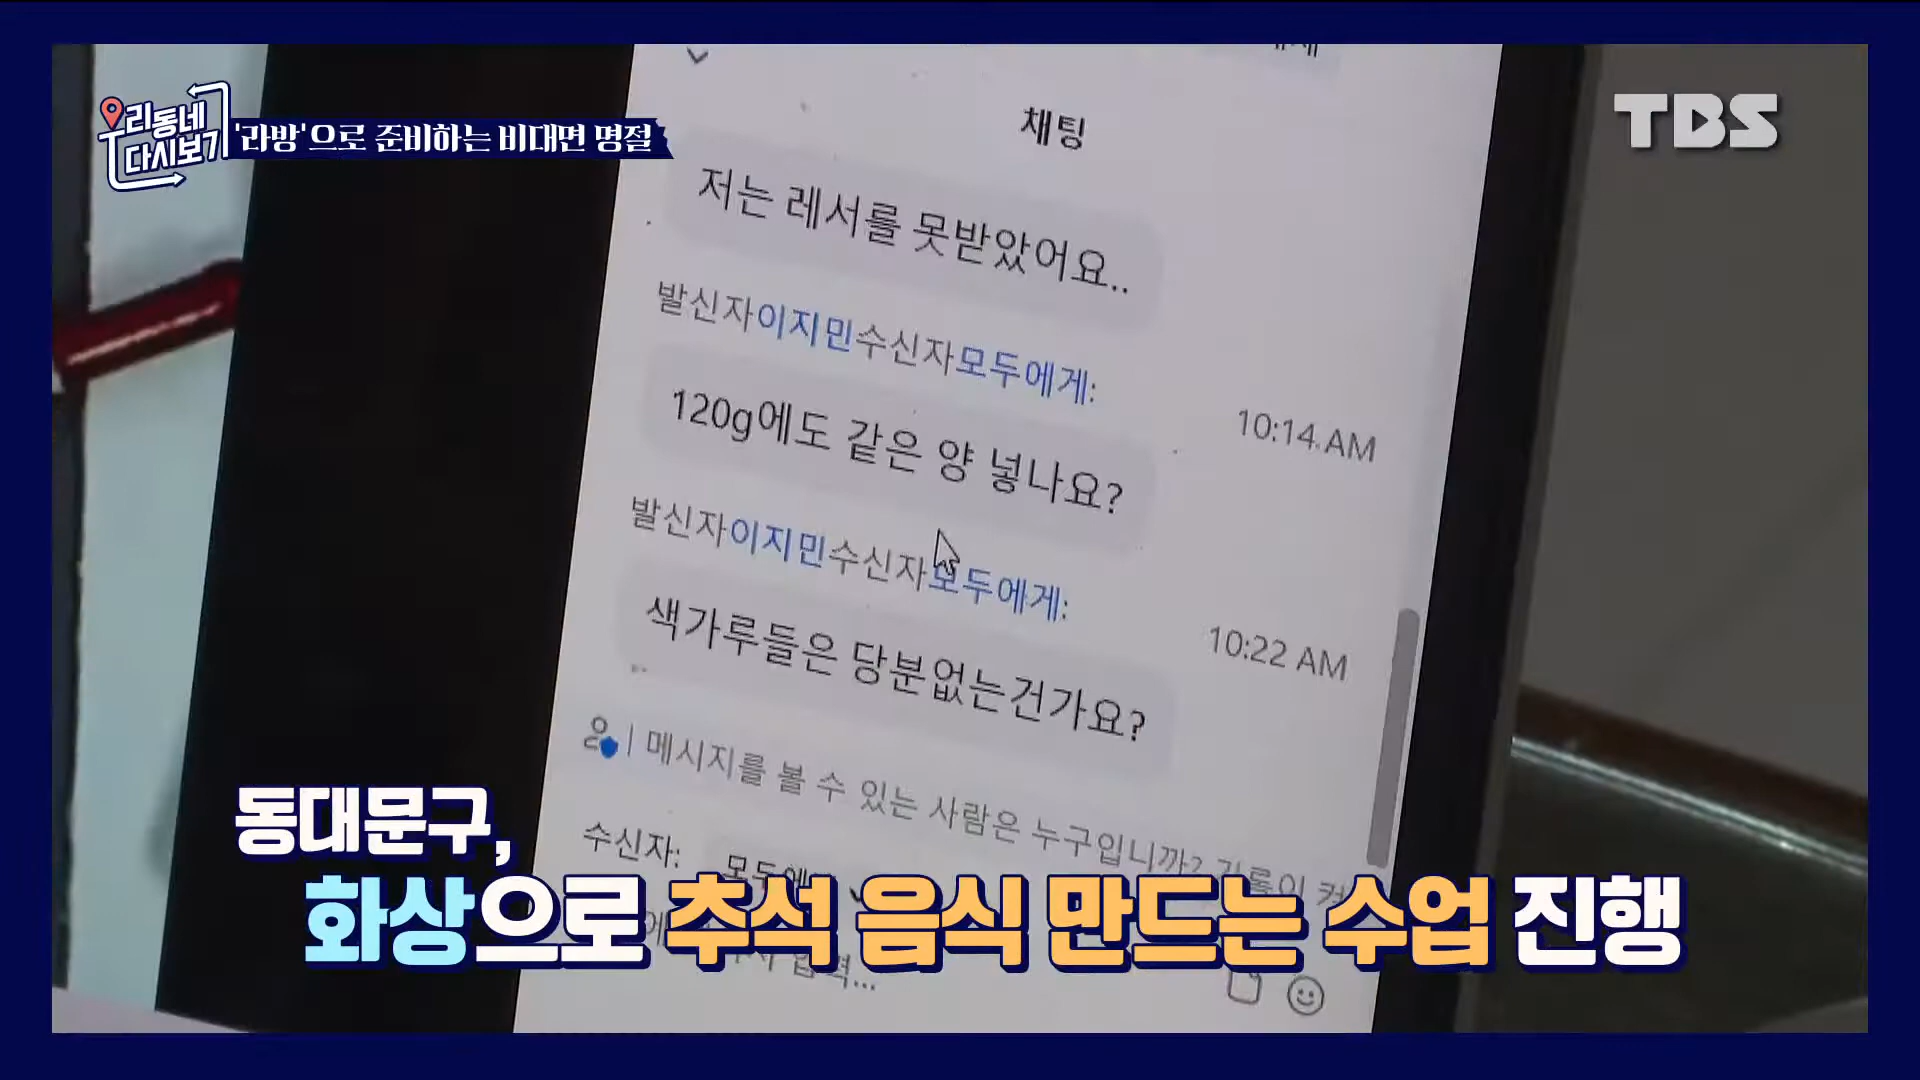 우리동네
다시보기
'라방'으로 준비하는 비대면 명절
TBS
채팅
저는 레서를 못받았어요..
발신자이지민수신자모두에게:
10:14 AM
120g에도 같은 양 넣나요?
발신자이지민수신자모두에게:
10:22 AM
색가루들은 당분없는건가요?
메시지를 볼 수 있는 사람은 누구입니까?
수신자: 모두에게
동대문구,
화상으로 추석 음식 만드는 수업 진행